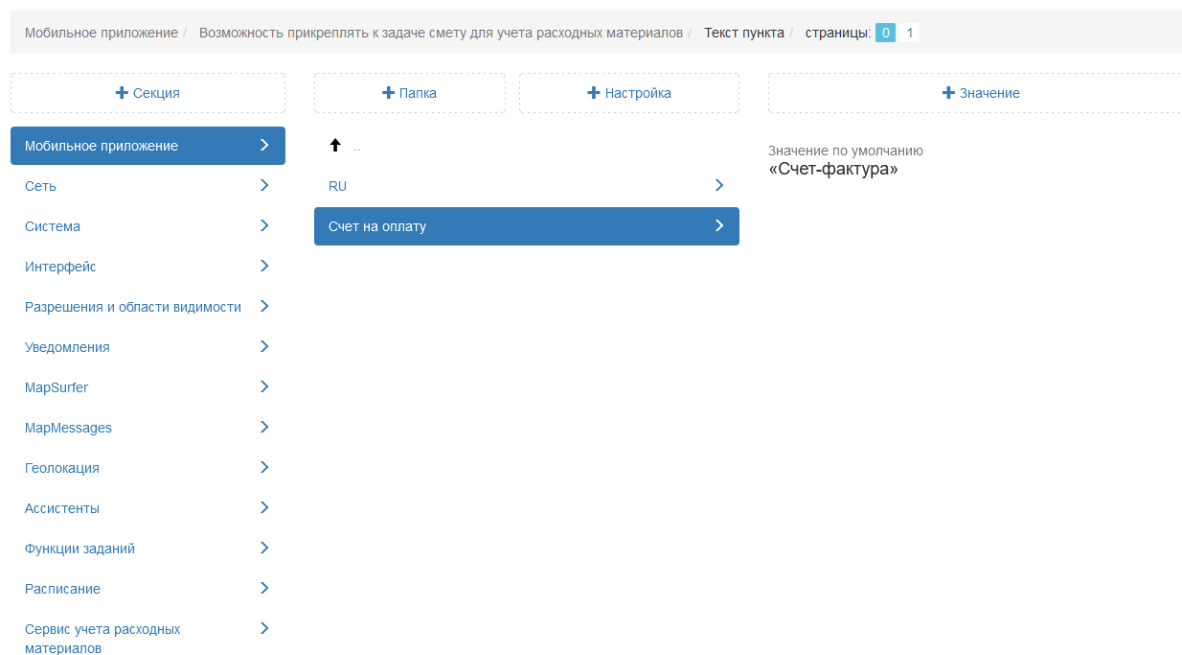 Мобильное приложение / Возможность прикреплять к задаче смету для учета расходных материалов / Текст пункта / страницы: 0 1
+ Секция
+ Папка
+ Настройка
+ Значение
Мобильное приложение
Сеть
Система
Интерфейс
Разрешения и области видимости
Уведомления
MapSurfer
MapMessages
Геолокация
Ассистенты
Функции заданий
Расписание
Сервис учета расходных
материалов
..
RU
Счет на оплату
Значение по умолчанию
«Счет-фактура»